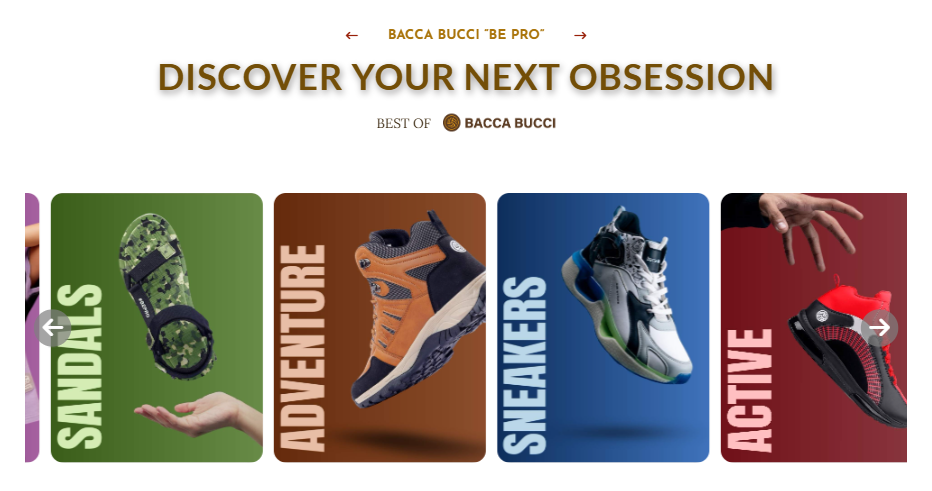 BACCA BUCCI "BE PRO"
DISCOVER YOUR NEXT OBSESSION
BEST OF BACCA BUCCI
SANDALS
ADVENTURE
SNEAKERS
ACTIVE